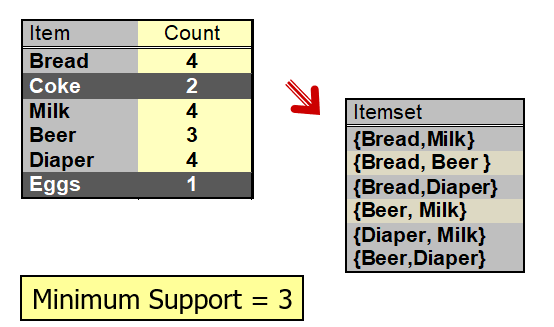 Item Count
Bread 4
Coke 2
Milk 4
Beer 3
Diaper 4
Eggs 1
Itemset
{Bread,Milk}
{Bread, Beer }
{Bread,Diaper}
{Beer, Milk}
{Diaper, Milk}
{Beer,Diaper}
Minimum Support = 3